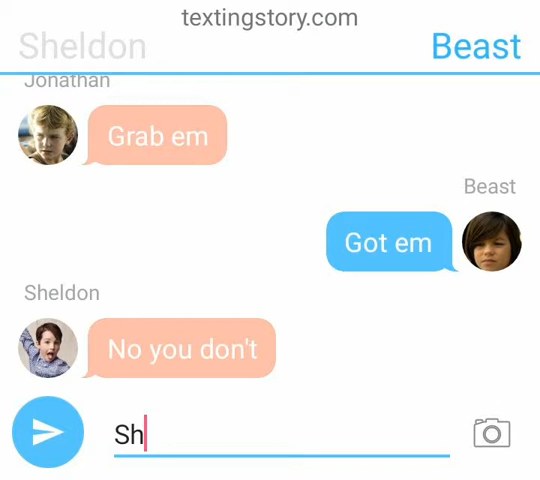 textingstory.com
Sheldon
Beast
Jonathan
Grab em
Beast
Got em
Sheldon
No you don't
Sh